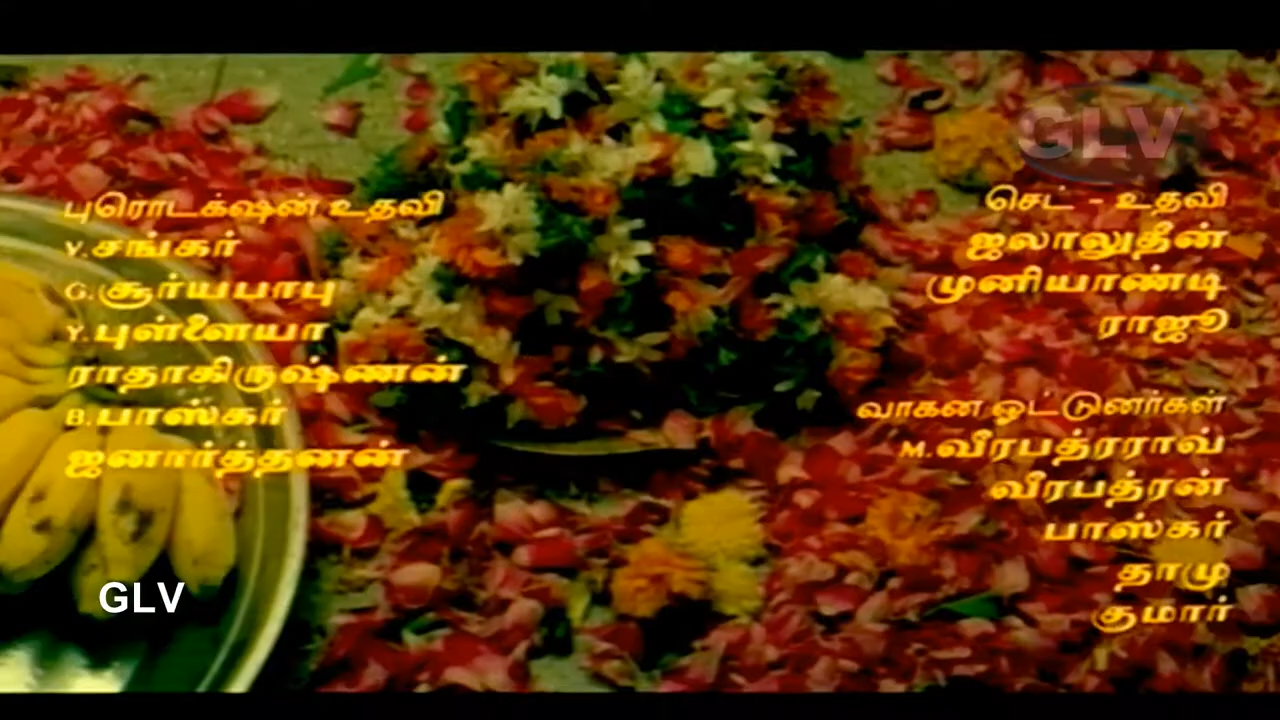 GLV
புரொடக்‌ஷன் உதவி
V.சங்கர்
G.சூர்யபாபு
Y.புள்ளையா
ராதாகிருஷ்ணன்
B.பாஸ்கர்
ஜனார்த்தனன்
செட் - உதவி
ஜலாலுதீன்
முனியாண்டி
ராஜூ
வாகன ஓட்டுனர்கள்
M.வீரபத்ரராவ்
வீரபத்ரன்
பாஸ்கர்
தாமு
குமார்
GLV